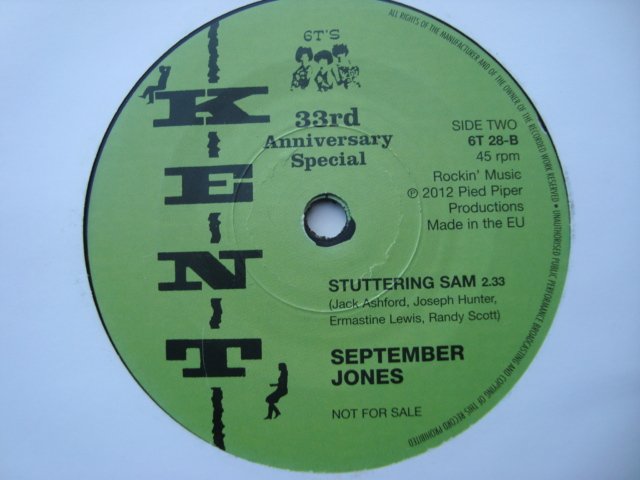 6T'S
KENT
33rd
Anniversary
Special
SIDE TWO
6T 28-B
45 rpm
Rockin' Music
℗ 2012 Pied Piper
Productions
Made in the EU
STUTTERING SAM 2.33
(Jack Ashford, Joseph Hunter,
Ermastine Lewis, Randy Scott)
SEPTEMBER
JONES
NOT FOR SALE
ALL RIGHTS OF THE MANUFACTURER AND OF THE OWNER OF THE RECORDED WORK RESERVED • UNAUTHORISED PUBLIC PERFORMANCE BROADCASTING AND COPYING OF THIS RECORD PROHIBITED